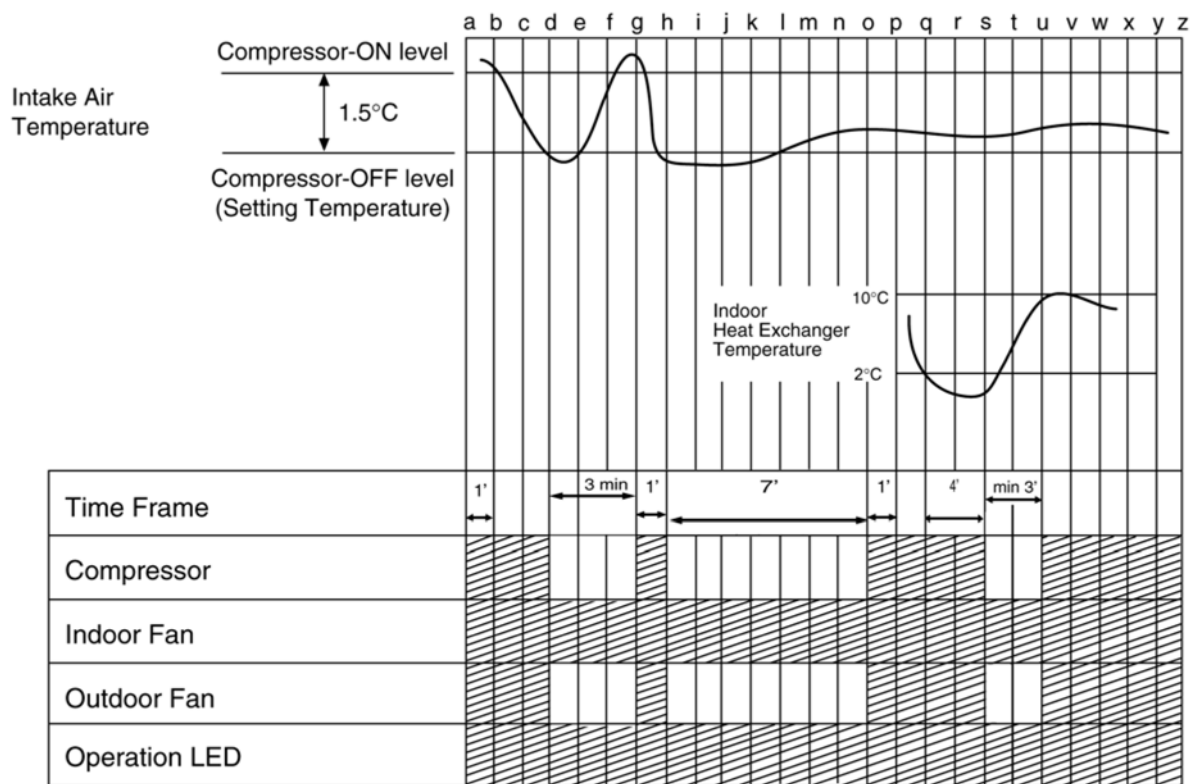 a b c d e f g h i j k l m n o p q r s t u v w x y z
Compressor-ON level
Intake Air
Temperature
1.5°C
Compressor-OFF level
(Setting Temperature)
10°C
Indoor
Heat Exchanger
Temperature
2°C
Time Frame
1' 3 min 1' 7' 1' 4' min 3'
Compressor
Indoor Fan
Outdoor Fan
Operation LED